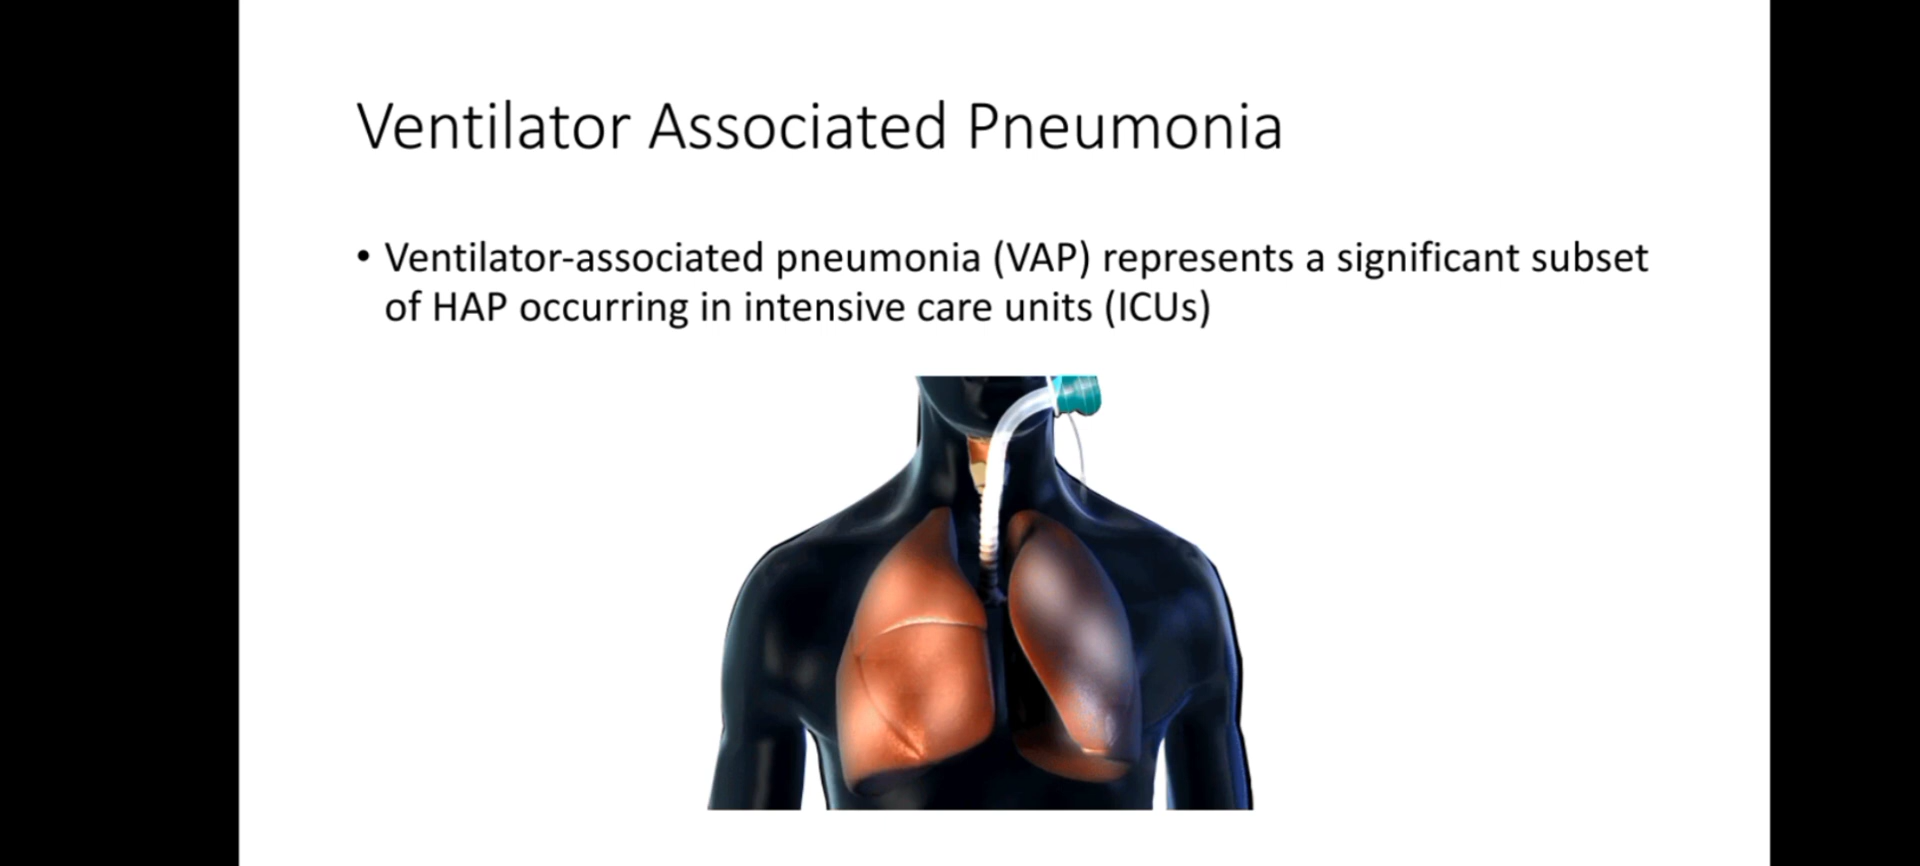 Ventilator Associated Pneumonia
• Ventilator-associated pneumonia (VAP) represents a significant subset
of HAP occurring in intensive care units (ICUs)